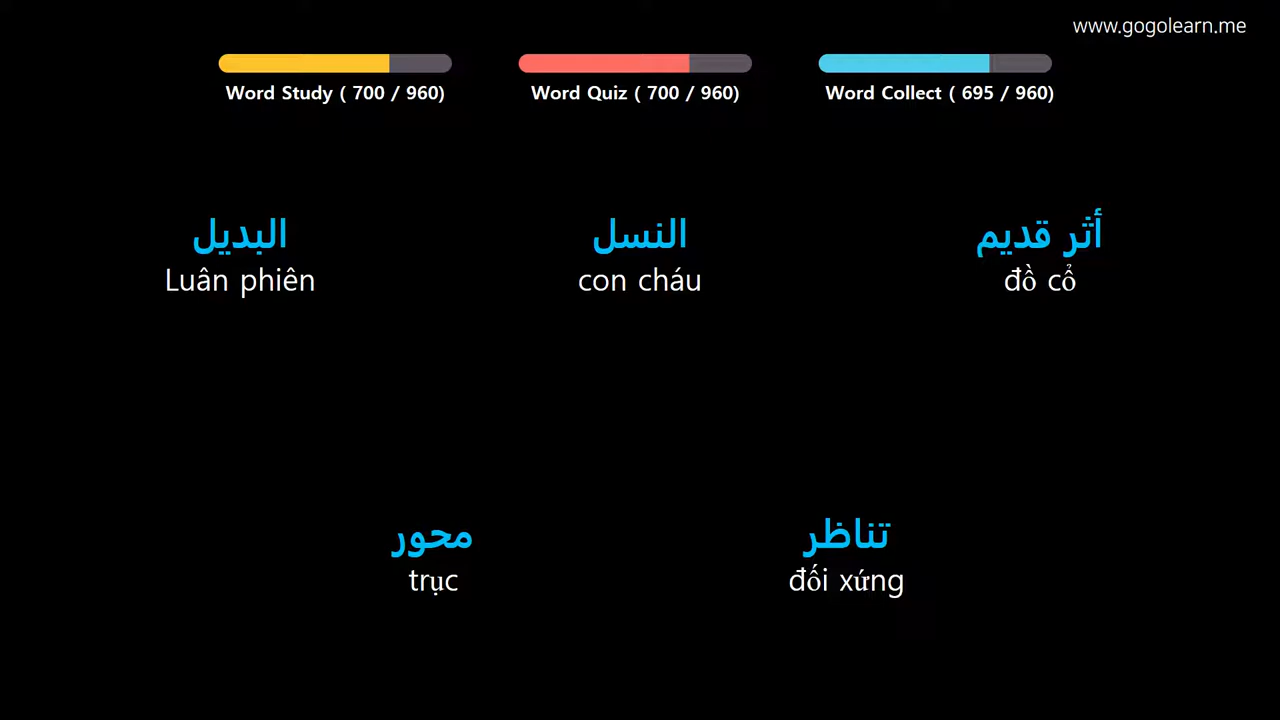 www.gogolearn.me
Word Study ( 700 / 960)
Word Quiz ( 700 / 960)
Word Collect ( 695 / 960)
البديل
Luân phiên
النسل
con cháu
أثر قديم
đồ cổ
محور
trục
تناظر
đối xứng